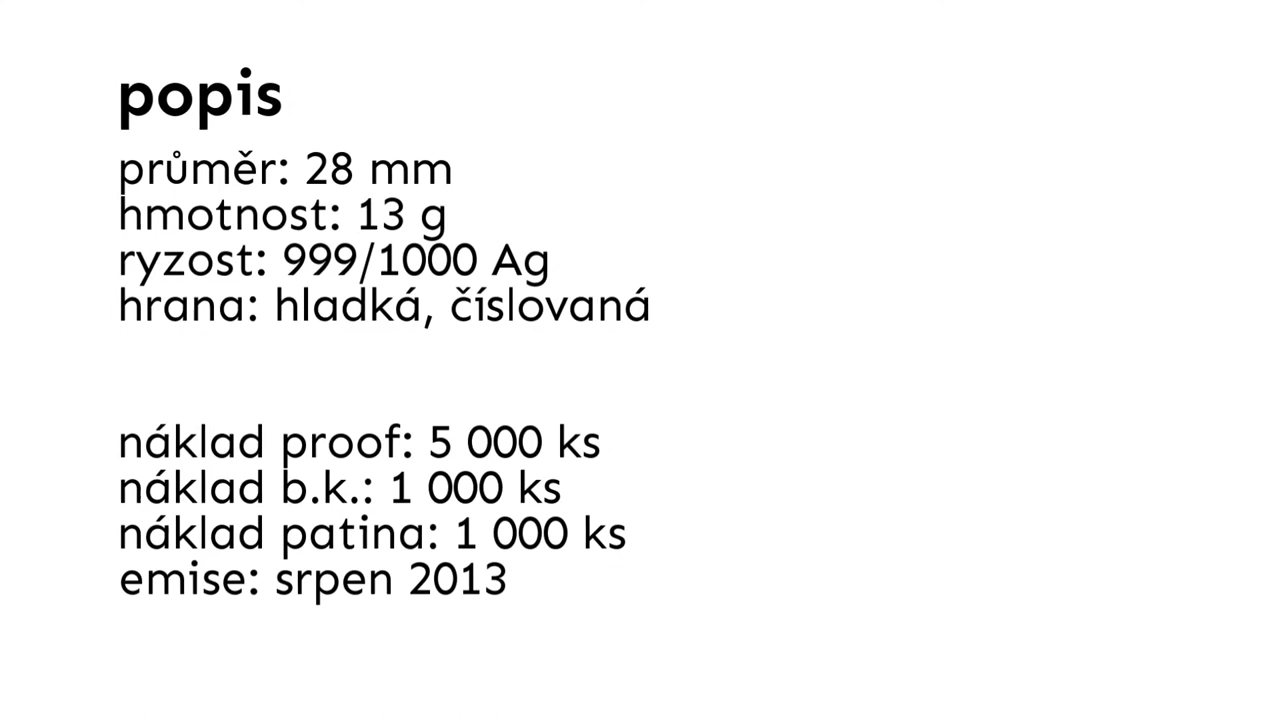 popis
průměr: 28 mm
hmotnost: 13 g
ryzost: 999/1000 Ag
hrana: hladká, číslovaná
náklad proof: 5 000 ks
náklad b.k.: 1 000 ks
náklad patina: 1 000 ks
emise: srpen 2013